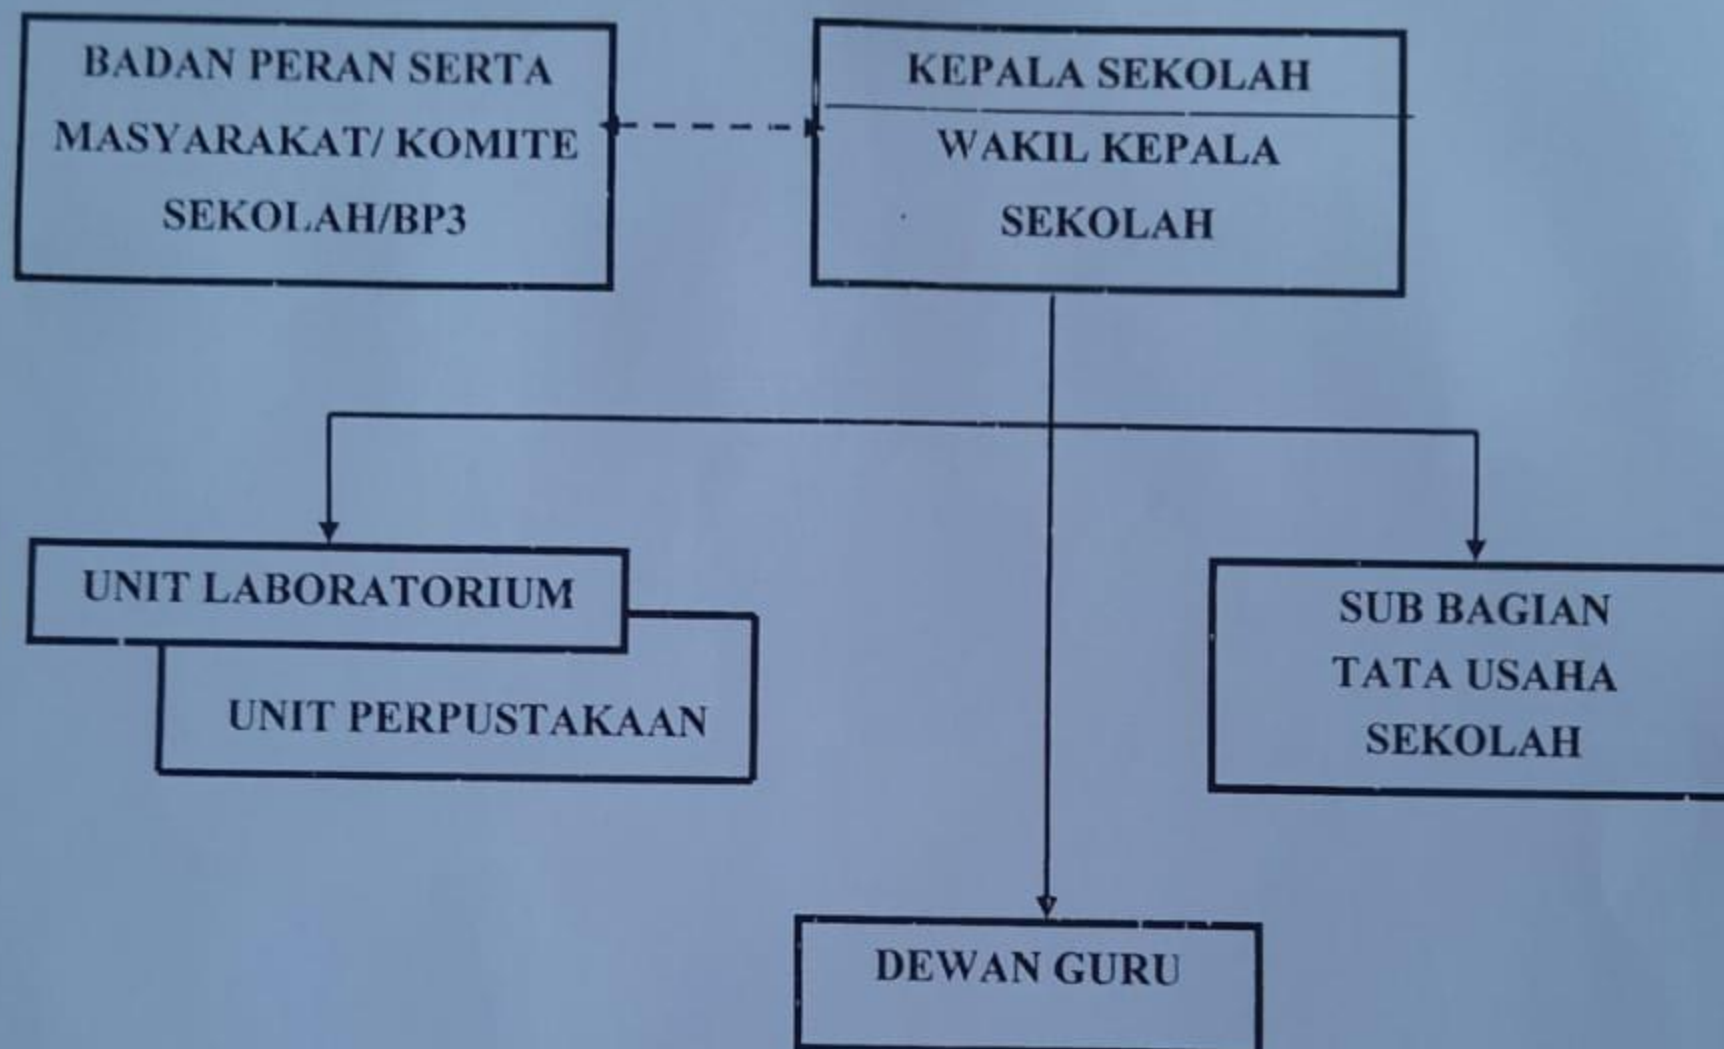 BADAN PERAN SERTA
MASYARAKAT/ KOMITE
SEKOLAH/BP3
KEPALA SEKOLAH
WAKIL KEPALA
SEKOLAH
UNIT LABORATORIUM
UNIT PERPUSTAKAAN
SUB BAGIAN
TATA USAHA
SEKOLAH
DEWAN GURU